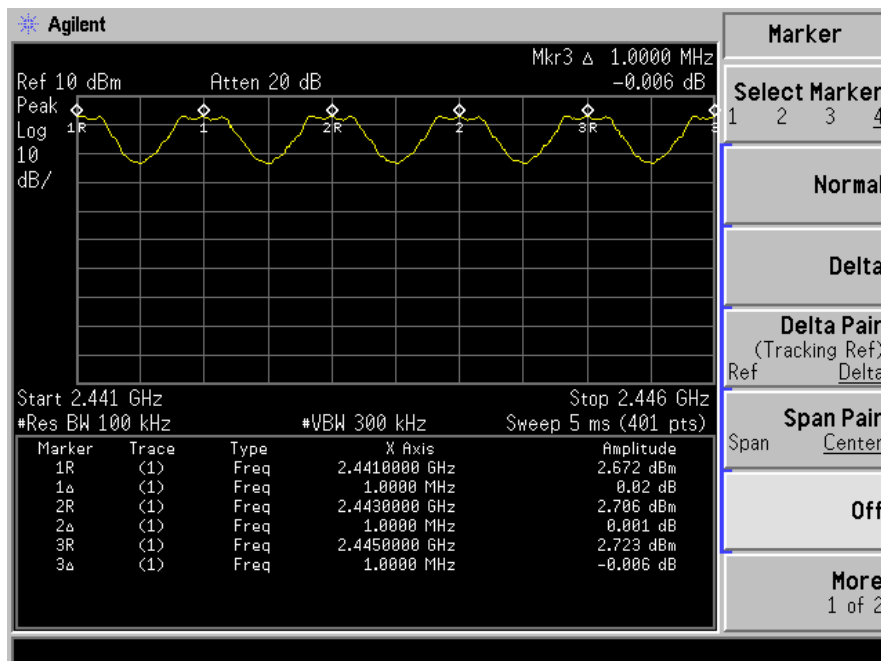 Agilent
Marker
Mkr3 Δ 1.0000 MHz
Ref 10 dBm Atten 20 dB -0.006 dB
Peak
Log
10
dB/
1R 1 2R 2 3R 3
Start 2.441 GHz Stop 2.446 GHz
#Res BW 100 kHz #VBW 300 kHz Sweep 5 ms (401 pts)
Marker Trace Type X Axis Amplitude
1R (1) Freq 2.4410000 GHz 2.672 dBm
1Δ (1) Freq 1.0000 MHz 0.02 dB
2R (1) Freq 2.4430000 GHz 2.706 dBm
2Δ (1) Freq 1.0000 MHz 0.001 dB
3R (1) Freq 2.4450000 GHz 2.723 dBm
3Δ (1) Freq 1.0000 MHz -0.006 dB
Select Marker
1 2 3 4
Normal
Delta
Delta Pair
(Tracking Ref)
Ref Delta
Span Pair
Span Center
Off
More
1 of 2